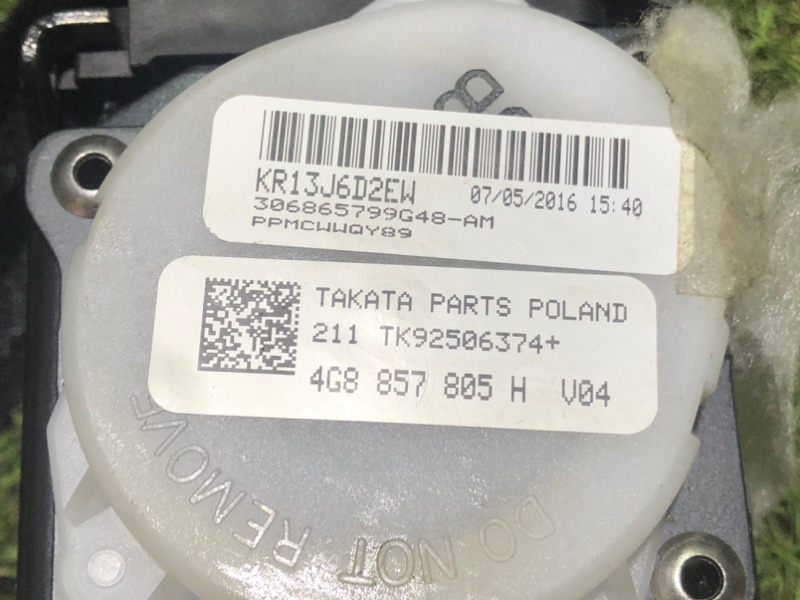 KR13J6D2EW 07/05/2016 15:40
306865799G48-AM
PPMCWWQY89
TAKATA PARTS POLAND
211 TK92506374+
4G8 857 805 H V04
DO NOT REMOVE